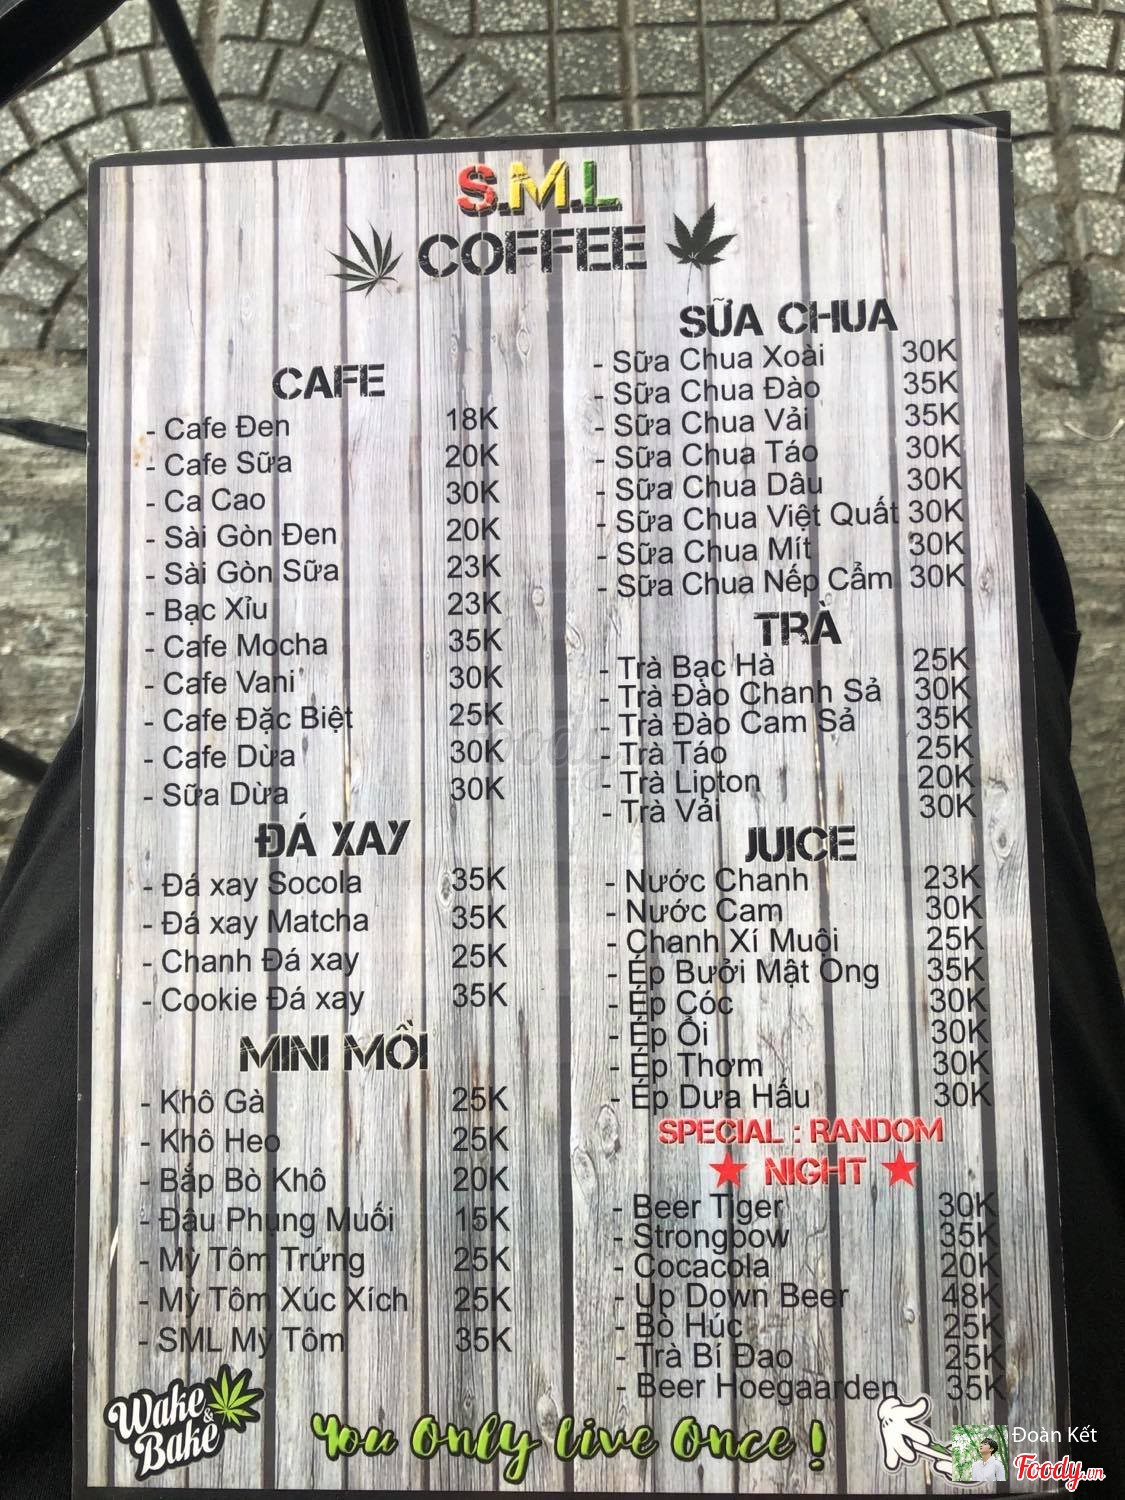 S.M.L
COFFEE
CAFE
- Cafe Đen 18K
- Cafe Sữa 20K
- Ca Cao 30K
- Sài Gòn Đen 20K
- Sài Gòn Sữa 23K
- Bạc Xỉu 23K
- Cafe Mocha 35K
- Cafe Vani 30K
- Cafe Đặc Biệt 25K
- Cafe Dừa 30K
- Sữa Dừa 30K
ĐÁ XAY
- Đá xay Socola 35K
- Đá xay Matcha 35K
- Chanh Đá xay 25K
- Cookie Đá xay 35K
MINI MỒI
- Khô Gà 25K
- Khô Heo 25K
- Bắp Bò Khô 20K
- Đậu Phụng Muối 15K
- Mỳ Tôm Trứng 25K
- Mỳ Tôm Xúc Xích 25K
- SML Mỳ Tôm 35K
SỮA CHUA
- Sữa Chua Xoài 30K
- Sữa Chua Đào 35K
- Sữa Chua Vải 35K
- Sữa Chua Táo 30K
- Sữa Chua Dâu 30K
- Sữa Chua Việt Quất 30K
- Sữa Chua Mít 30K
- Sữa Chua Nếp Cẩm 30K
TRÀ
- Trà Bạc Hà 25K
- Trà Đào Chanh Sả 30K
- Trà Đào Cam Sả 35K
- Trà Táo 25K
- Trà Lipton 20K
- Trà Vải 30K
JUICE
- Nước Chanh 23K
- Nước Cam 30K
- Chanh Xí Muội 25K
- Ép Bưởi Mật Ong 35K
- Ép Cóc 30K
- Ép Ổi 30K
- Ép Thơm 30K
- Ép Dưa Hấu 30K
SPECIAL : RANDOM
NIGHT
- Beer Tiger 30K
- Strongbow 35K
- Cocacola 20K
- Up Down Beer 48K
- Bò Húc 25K
- Trà Bí Đao 25K
- Beer Hoegaarden 35K
Wake
&
Bake
You Only live Once !
Đoàn Kết
Foody.vn